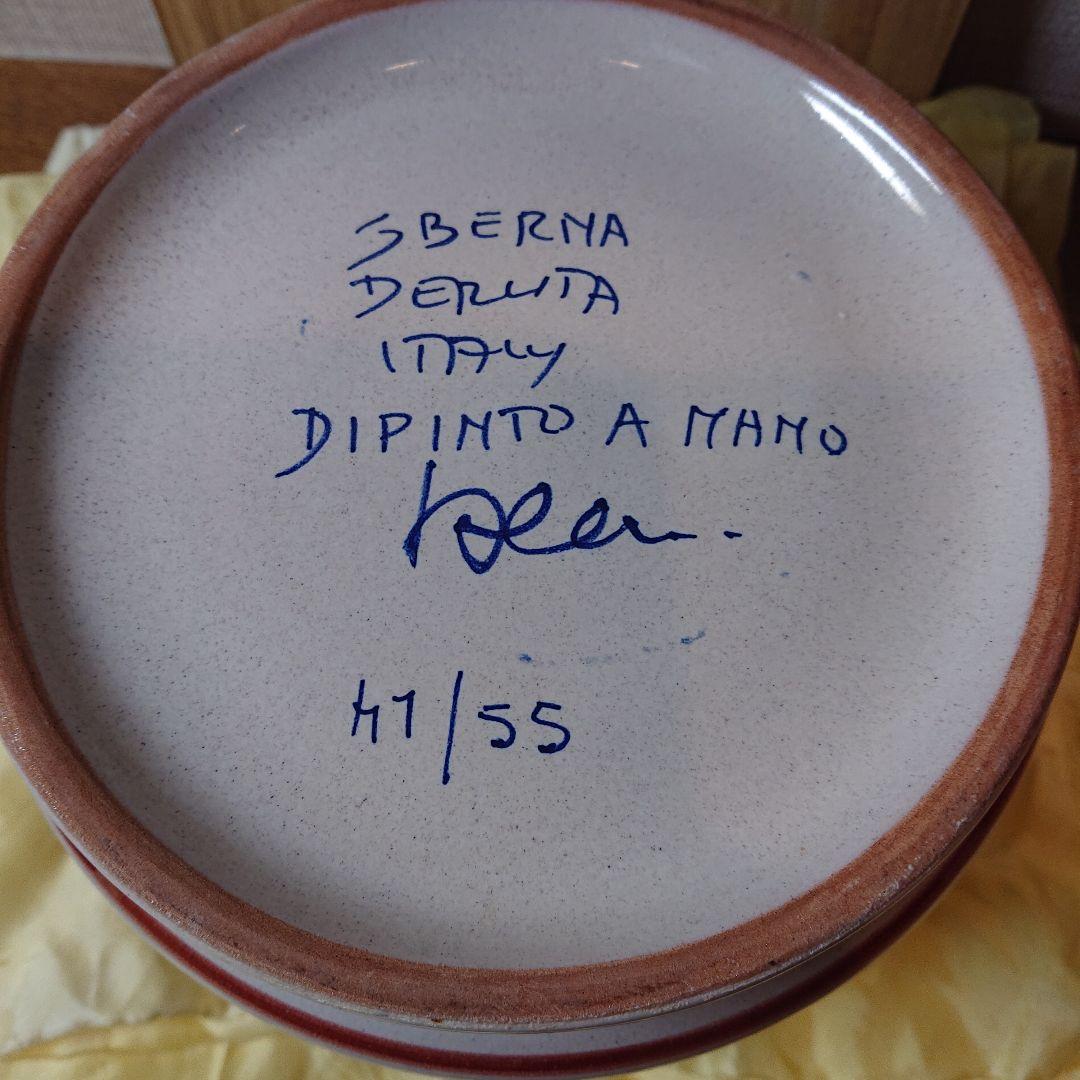 SBERNA
DERUTA
ITALY
DIPINTO A MANO
41/55